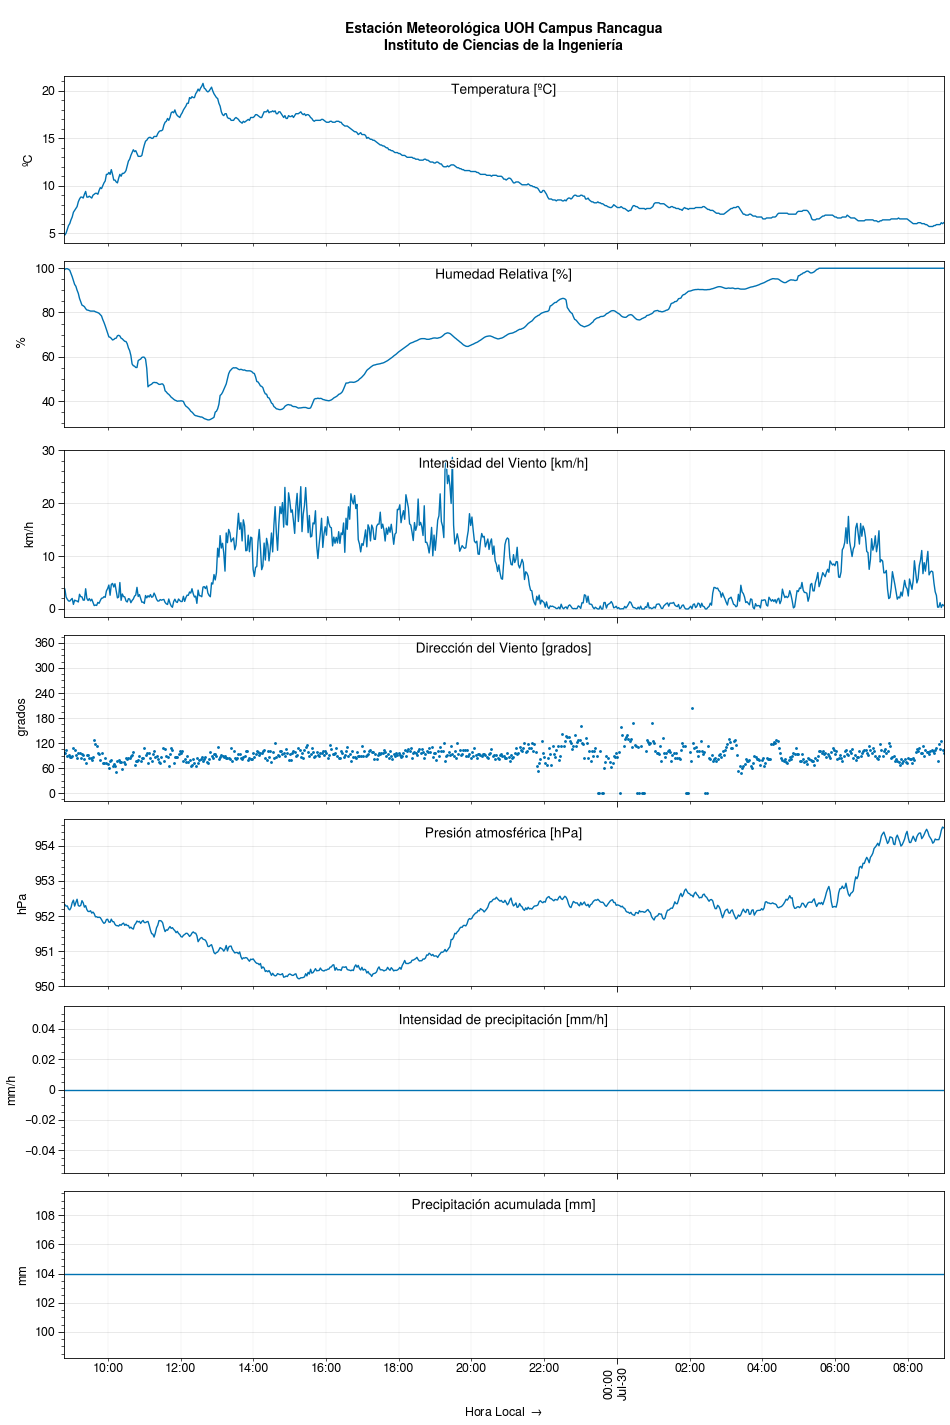 Estación Meteorológica UOH Campus Rancagua
Instituto de Ciencias de la Ingeniería
Temperatura [ºC]
ºC
20
15
10
5
Humedad Relativa [%]
%
100
80
60
40
Intensidad del Viento [km/h]
km/h
30
20
10
0
Dirección del Viento [grados]
grados
360
300
240
180
120
60
0
Presión atmosférica [hPa]
hPa
954
953
952
951
950
Intensidad de precipitación [mm/h]
mm/h
0.04
0.02
0
−0.02
−0.04
Precipitación acumulada [mm]
mm
108
106
104
102
100
10:00 12:00 14:00 16:00 18:00 20:00 22:00 00:00 02:00 04:00 06:00 08:00
Jul-30
Hora Local →